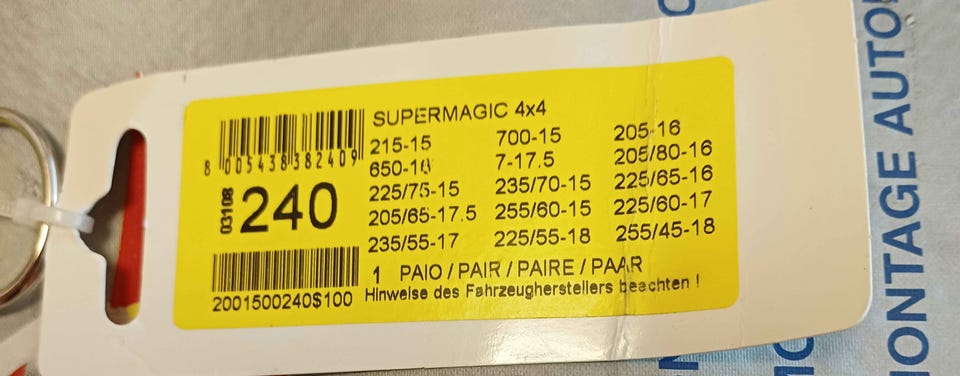 SUPERMAGIC 4x4
215-15 700-15 205-16
650-16 7-17.5 205/80-16
225/75-15 235/70-15 225/65-16
205/65-17.5 255/60-15 225/60-17
235/55-17 225/55-18 255/45-18
1 PAIO / PAIR / PAIRE / PAAR
Hinweise des Fahrzeugherstellers beachten !
8 005438 382409
03108
240
2001500240$100
MONTAGE AUTO